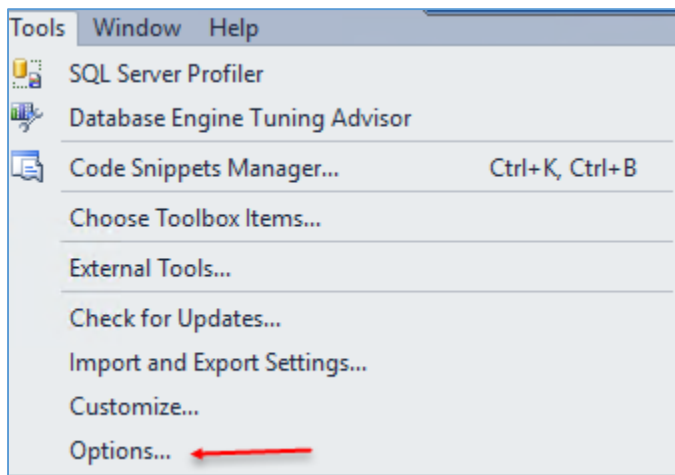 Tools Window Help
SQL Server Profiler
Database Engine Tuning Advisor
Code Snippets Manager... Ctrl+K, Ctrl+B
Choose Toolbox Items...
External Tools...
Check for Updates...
Import and Export Settings...
Customize...
Options...